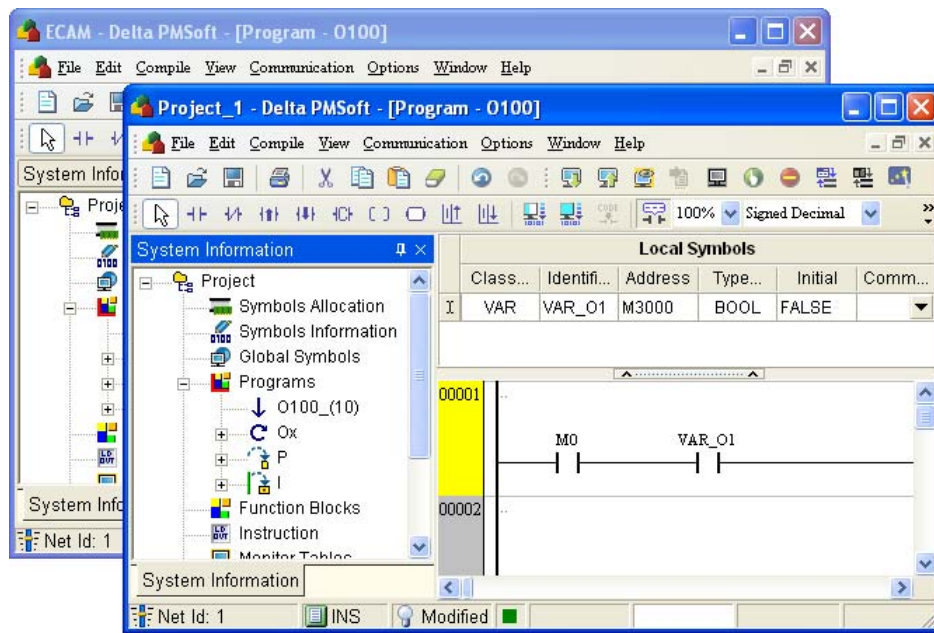 ECAM - Delta PMSoft - [Program - O100]
File Edit Compile View Communication Options Window Help
System Infor
Proje
System Info
Net Id: 1
Project_1 - Delta PMSoft - [Program - O100]
File Edit Compile View Communication Options Window Help
100% Signed Decimal
System Information
Project
Symbols Allocation
Symbols Information
Global Symbols
Programs
O100_(10)
Ox
P
I
Function Blocks
Instruction
Monitor Tables
System Information
Local Symbols
Class... Identifi... Address Type... Initial Comm...
VAR VAR_O1 M3000 BOOL FALSE
00001
M0 VAR_O1
00002
Net Id: 1 INS Modified